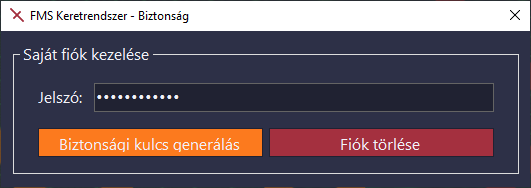 FMS Keretrendszer - Biztonság
Saját fiók kezelése
Jelszó: ••••••••••••
Biztonsági kulcs generálás
Fiók törlése